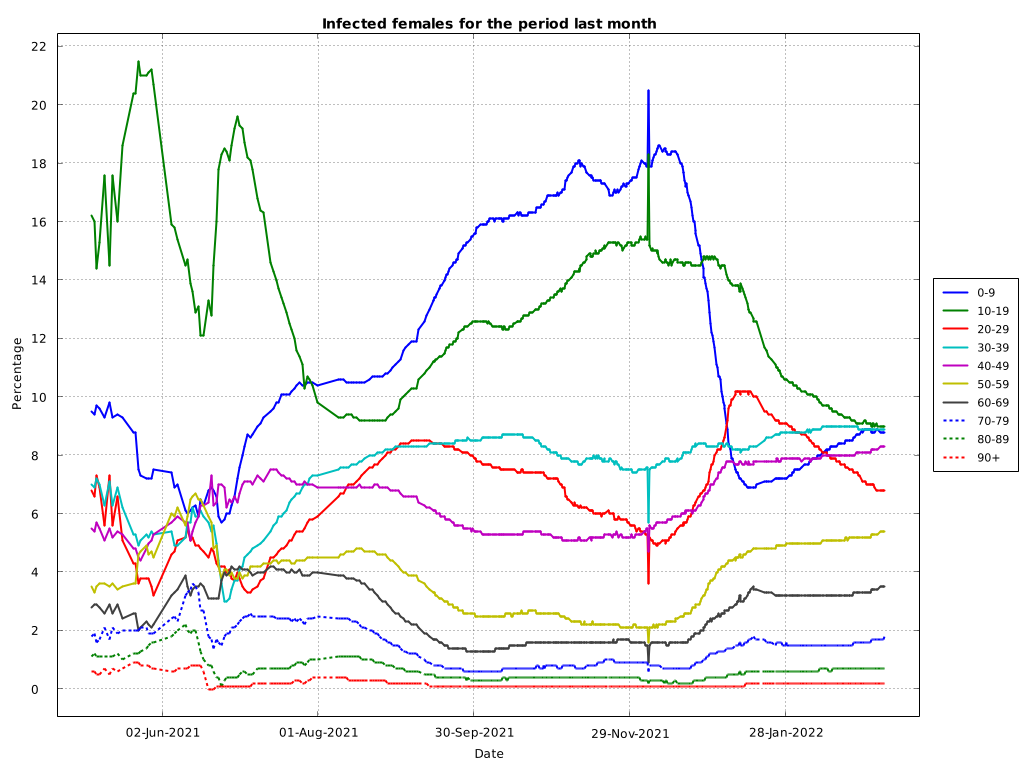 Infected females for the period last month
22
20
18
16
14
12
10
8
6
4
2
0
Percentage
02-Jun-2021
01-Aug-2021
30-Sep-2021
29-Nov-2021
28-Jan-2022
Date
0-9
10-19
20-29
30-39
40-49
50-59
60-69
70-79
80-89
90+